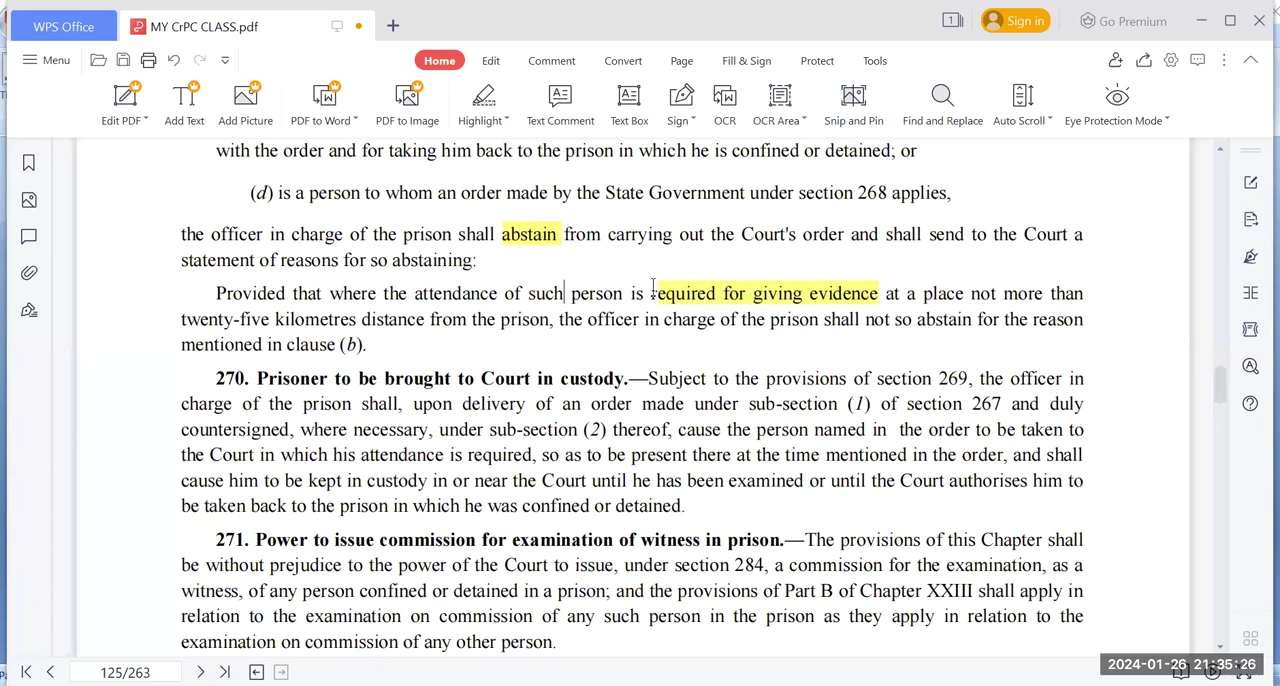 WPS Office
MY CrPC CLASS.pdf
1
Sign in
Go Premium
Menu
Home
Edit
Comment
Convert
Page
Fill & Sign
Protect
Tools
Edit PDF
Add Text
Add Picture
PDF to Word
PDF to Image
Highlight
Text Comment
Text Box
Sign
OCR
OCR Area
Snip and Pin
Find and Replace
Auto Scroll
Eye Protection Mode
with the order and for taking him back to the prison in which he is confined or detained; or
(d) is a person to whom an order made by the State Government under section 268 applies,
the officer in charge of the prison shall abstain from carrying out the Court's order and shall send to the Court a
statement of reasons for so abstaining:
Provided that where the attendance of such person is required for giving evidence at a place not more than
twenty-five kilometres distance from the prison, the officer in charge of the prison shall not so abstain for the reason
mentioned in clause (b).
270. Prisoner to be brought to Court in custody.—Subject to the provisions of section 269, the officer in
charge of the prison shall, upon delivery of an order made under sub-section (1) of section 267 and duly
countersigned, where necessary, under sub-section (2) thereof, cause the person named in the order to be taken to
the Court in which his attendance is required, so as to be present there at the time mentioned in the order, and shall
cause him to be kept in custody in or near the Court until he has been examined or until the Court authorises him to
be taken back to the prison in which he was confined or detained.
271. Power to issue commission for examination of witness in prison.—The provisions of this Chapter shall
be without prejudice to the power of the Court to issue, under section 284, a commission for the examination, as a
witness, of any person confined or detained in a prison; and the provisions of Part B of Chapter XXIII shall apply in
relation to the examination on commission of any such person in the prison as they apply in relation to the
examination on commission of any other person.
125/263
2024-01-26 21:35:26